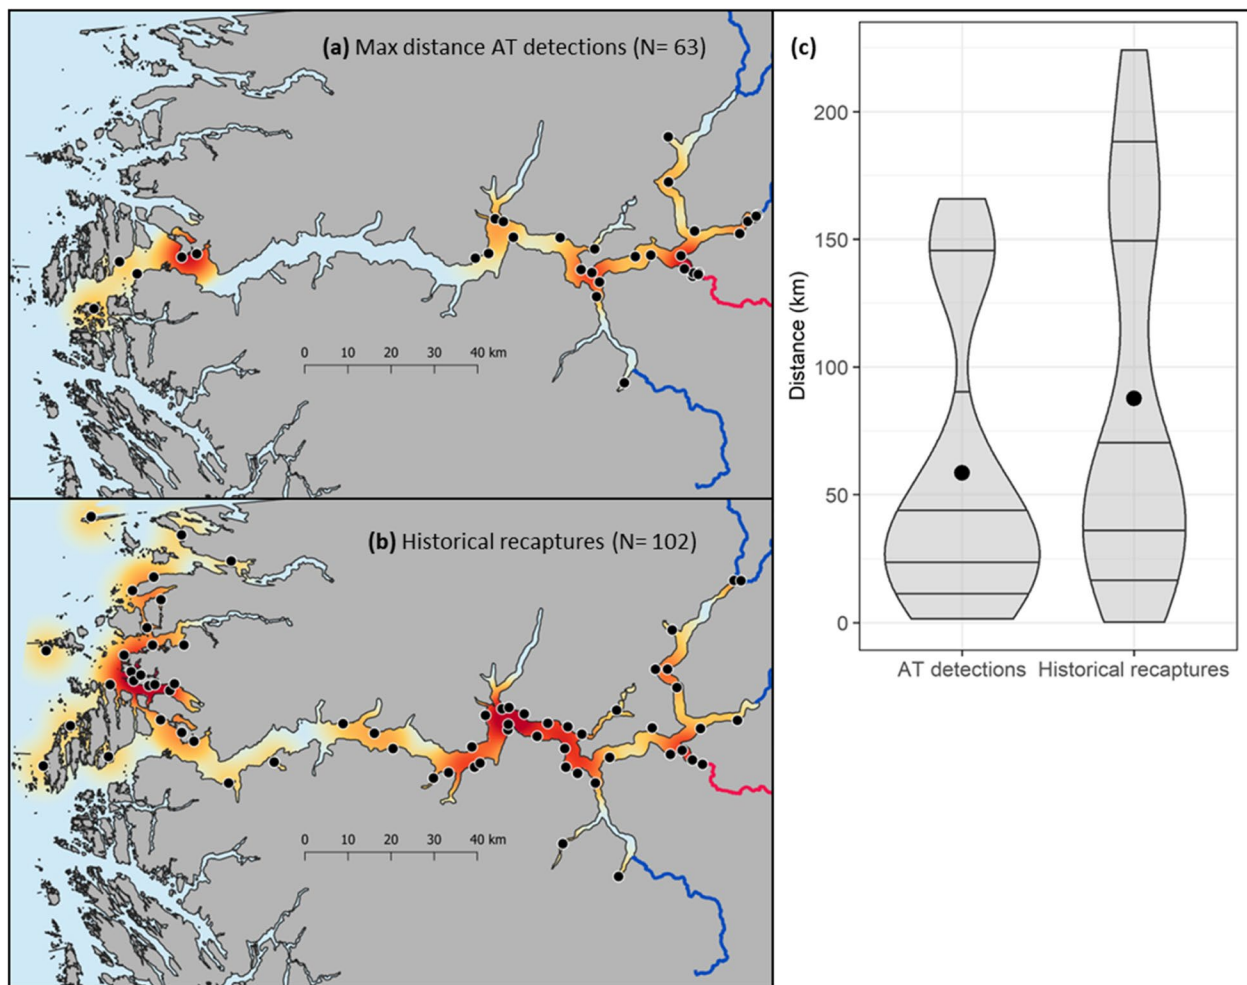 (a) Max distance AT detections (N= 63)
0 10 20 30 40 km
(b) Historical recaptures (N= 102)
0 10 20 30 40 km
(c)
Distance (km)
200
150
100
50
0
AT detections Historical recaptures